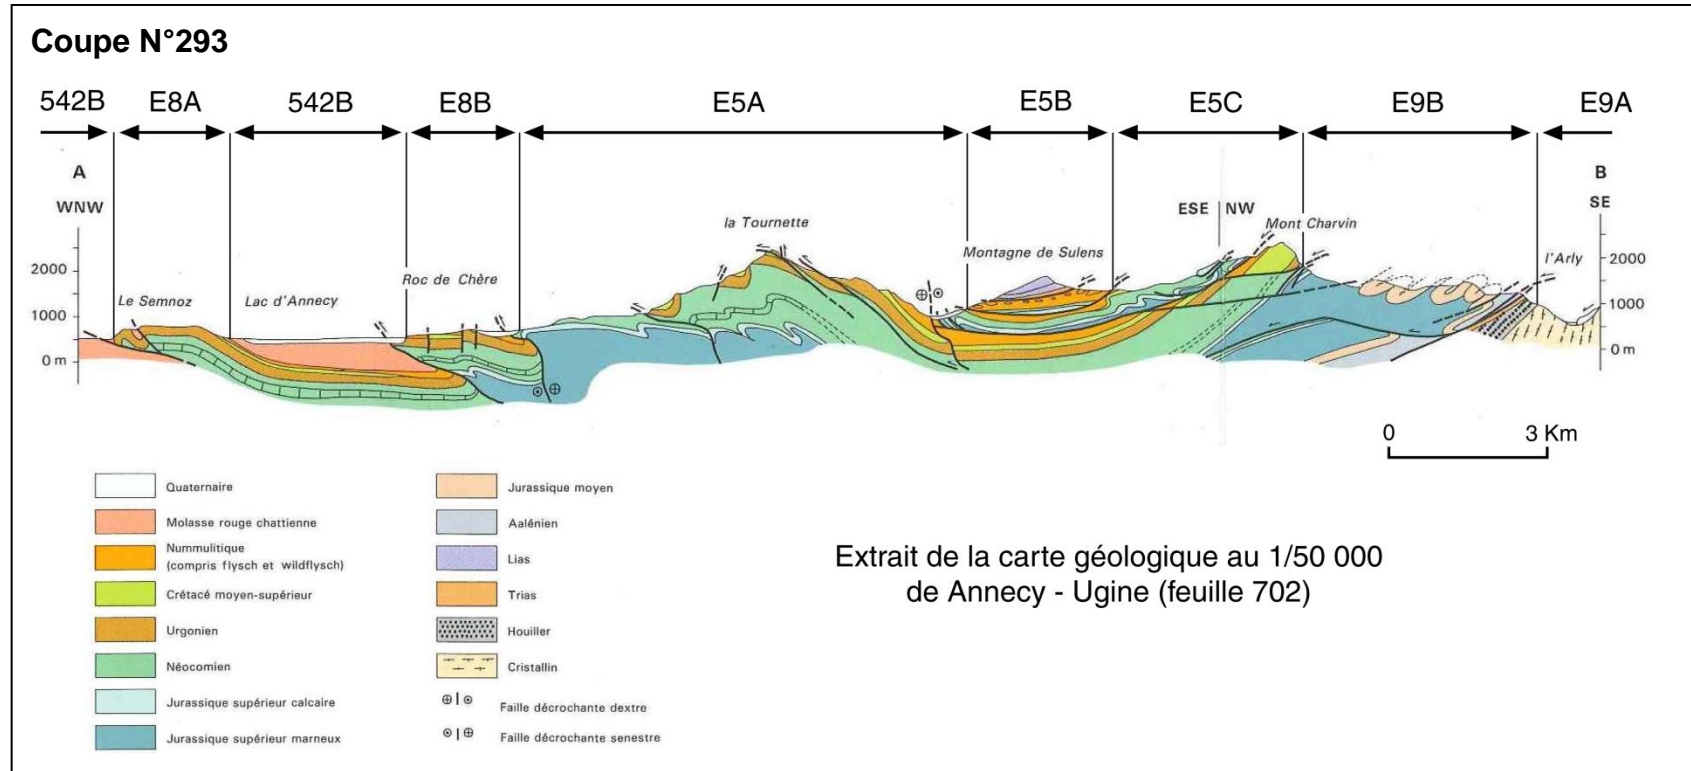 Coupe N°293
542B E8A 542B E8B E5A E5B E5C E9B E9A
A B
WNW SE
ESE NW
la Tournette
Mont Charvin
Montagne de Sulens
l'Arly
Roc de Chère
Le Semnoz
Lac d'Annecy
2000 2000
1000 1000
0 m 0 m
0 3 Km
Quaternaire
Molasse rouge chattienne
Nummulitique
(compris flysch et wildflysch)
Crétacé moyen-supérieur
Urgonien
Néocomien
Jurassique supérieur calcaire
Jurassique supérieur marneux
Jurassique moyen
Aalénien
Lias
Trias
Houiller
Cristallin
Faille décrochante dextre
Faille décrochante senestre
Extrait de la carte géologique au 1/50 000
de Annecy - Ugine (feuille 702)